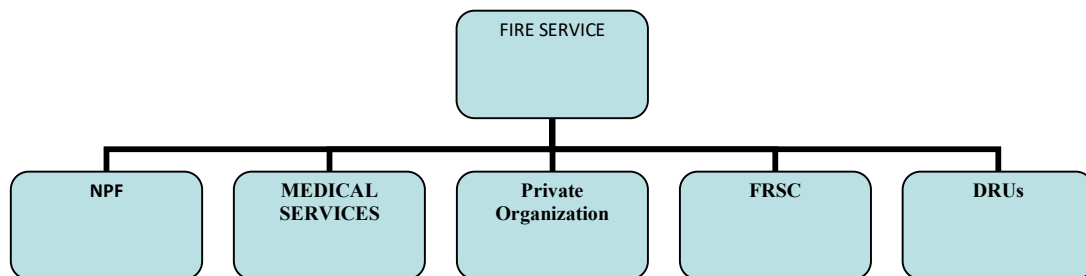 FIRE SERVICE
NPF
MEDICAL
SERVICES
Private
Organization
FRSC
DRUs